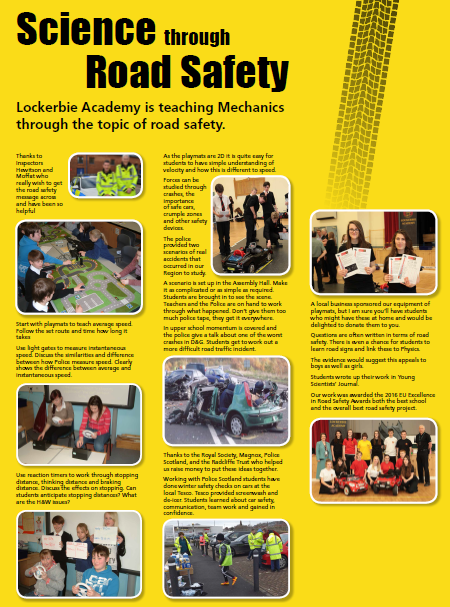 Science through
Road Safety
Lockerbie Academy is teaching Mechanics
through the topic of road safety.
Thanks to
Inspectors
Hewitson and
Moffat who
really wish to get
the road safety
message across
and have been so
helpful
Start with playmats to teach average speed.
Follow the set route and time how long it
takes
Use light gates to measure instantaneous
speed. Discuss the similarities and difference
between how Police measure speed. Clearly
shows the difference between average and
instantaneous speed.
Use reaction timers to work through stopping
distance, thinking distance and braking
distance. Discuss the effects on stopping. Can
students anticipate stopping distances? What
are the H&W issues?
As the playmats are 2D it is quite easy for
students to have simple understanding of
velocity and how this is different to speed.
Forces can be
studied through
crashes, the
importance
of safe cars,
crumple zones
and other safety
devices.
The police
provided two
scenarios of real
accidents that
occurred in our
Region to study.
A scenario is set up in the Assembly Hall. Make
it as complicated or as simple as required.
Students are brought in to see the scene.
Teachers and the Police are on hand to work
through what happened. Don't give them too
much police tape, they get it everywhere.
In upper school momentum is covered and
the police give a talk about one of the worst
crashes in D&G. Students get to work out a
more difficult road traffic incident.
Thanks to the Royal Society, Magnox, Police
Scotland, and the Radcliffe Trust who helped
us raise money to put these ideas together.
Working with Police Scotland students have
done winter safety checks on cars at the
local Tesco. Tesco provided screenwash and
de-icer. Students learned about car safety,
communication, team work and gained in
confidence.
A local business sponsored our equipment of
playmats, but I am sure you'll have students
who might have these at home and would be
delighted to donate them to you.
Questions are often written in terms of road
safety. There is even a chance for students to
learn road signs and link these to Physics.
The evidence would suggest this appeals to
boys as well as girls.
Students wrote up their work in Young
Scientists' Journal.
Our work was awarded the 2016 EU Excellence
in Road Safety Awards both the best school
and the overall best road safety project.